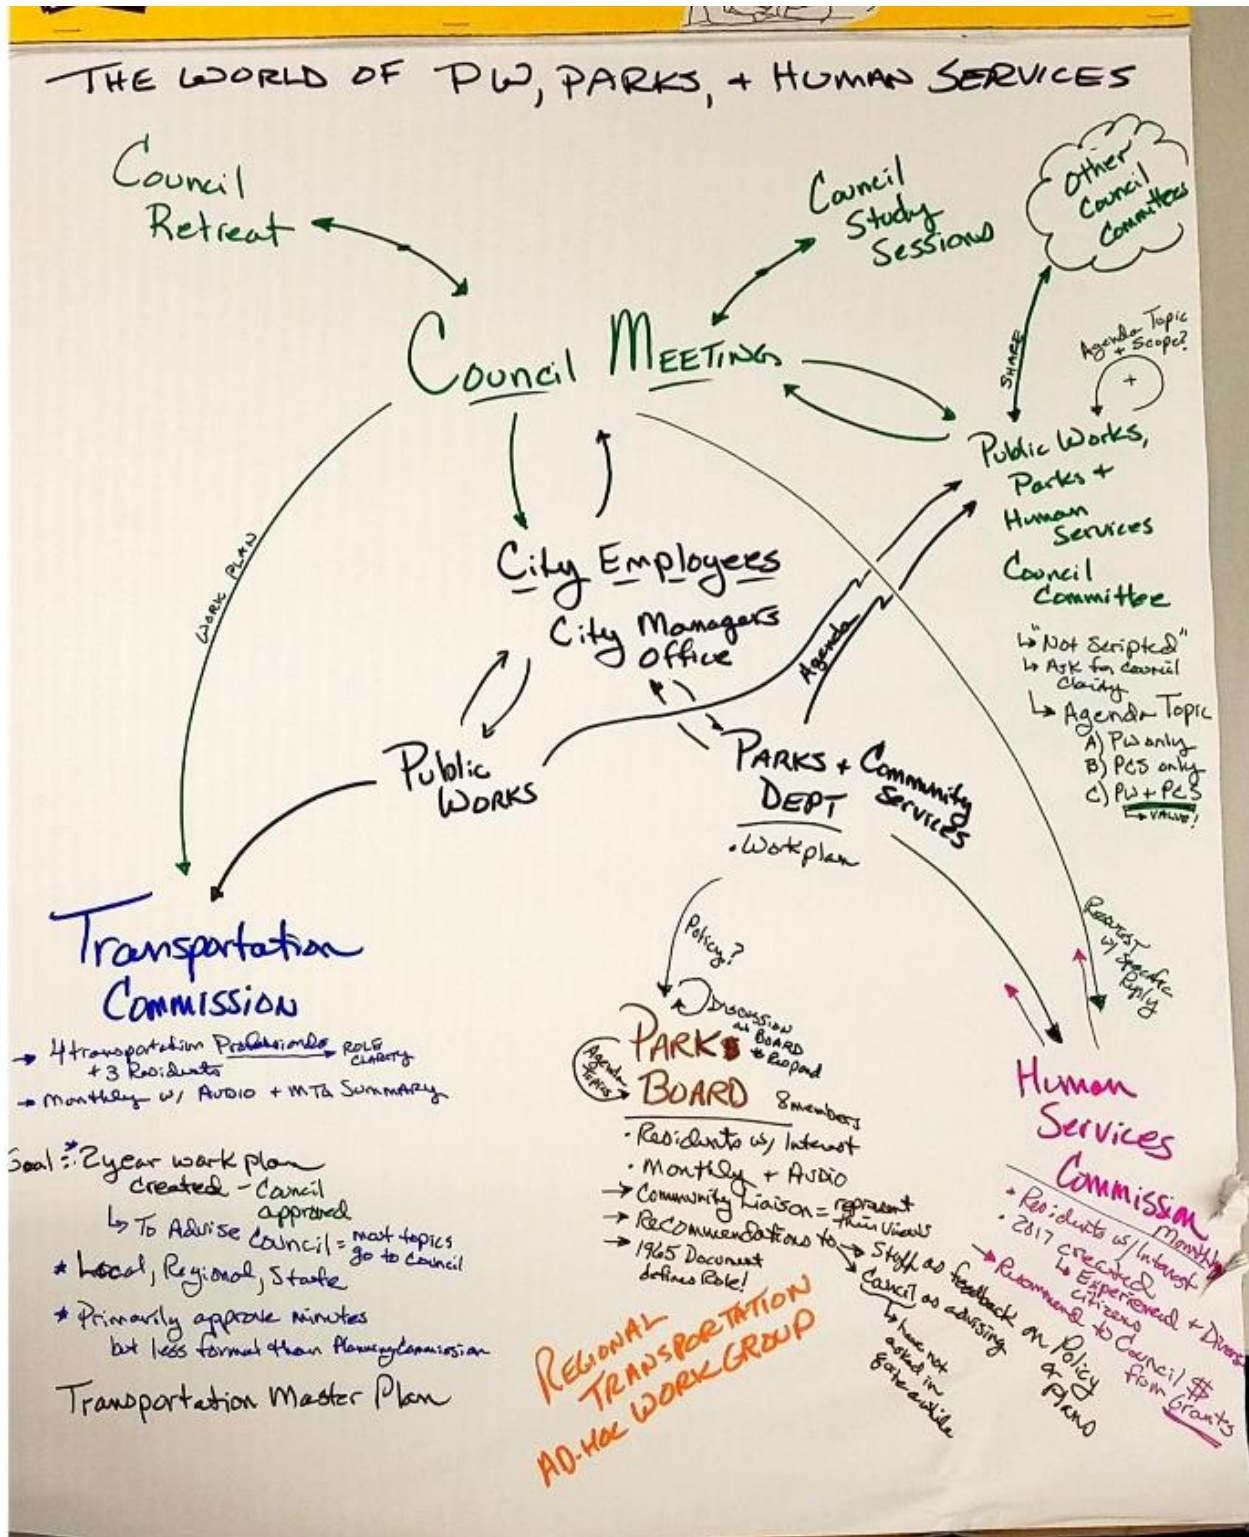 THE WORLD OF PW, PARKS, + HUMAN SERVICES
Council
Retreat
Council
Study
Sessions
Other
Council
Committees
SHARE
Agenda Topic
+ Scope?
+
COUNCIL MEETINGS
Public Works,
Parks +
Human
Services
Council
Committee
↳ "Not Scripted"
↳ Ask for Council
Clarity
↳ Agenda Topic
A) PW only
B) PCS only
C) PW + PCS
↳ VALUE!
WORK PLAN
City Employees
City Managers
Office
Agenda
Public
WORKS
PARKS + Community
Services
DEPT
• Workplan
Policy?
Request
w/ Specific
Reply
Transportation
COMMISSION
→ 4 transportation Professionals → ROLE
CLARITY
+ 3 Residents
→ Monthly w/ AUDIO + MTG SUMMARY
Goal: * 2 year work plan
created - Council
approved
↳ To Advise Council = most topics
go to Council
* Local, Regional, State
* Primarily approve minutes
but less formal than Planning Commission
Transportation Master Plan
DISCUSSION
as BOARD
to Respond
PARKS
BOARD
Agenda
Topics
8 members
• Residents w/ Interest
• Monthly + AUDIO
→ Community Liaison = represent
their views
→ Recommendations to → Staff as feedback on Policy
or plans
→ Council as advising
↳ have not
asked in
quite awhile
→ 1965 Document
defines Role!
REGIONAL
TRANSPORTATION
AD-HOC WORK GROUP
Human
Services
Commission
• Residents w/ Interest
Monthly
• 2017 created
↳ Experienced + Divers
citizens
→ Recommend to Council $
from Grants